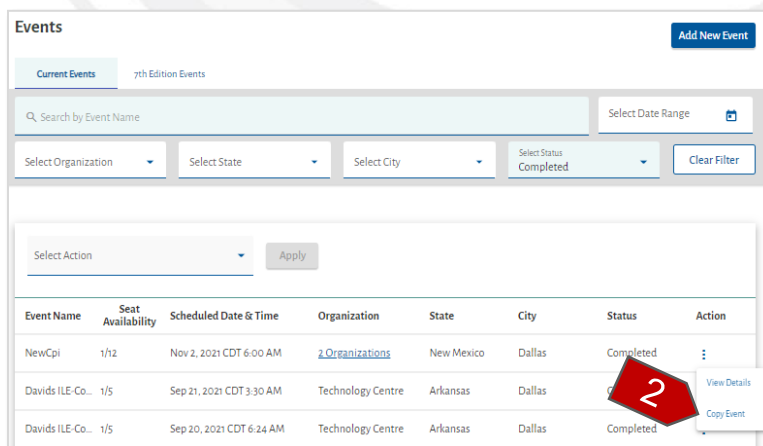 Events
Add New Event
Current Events 7th Edition Events
Search by Event Name Select Date Range
Select Organization Select State Select City Select Status Completed Clear Filter
Select Action Apply
Event Name Seat Availability Scheduled Date & Time Organization State City Status Action
NewCpi 1/12 Nov 2, 2021 CDT 6:00 AM 2 Organizations New Mexico Dallas Completed
View Details
Davids ILE-Co... 1/5 Sep 21, 2021 CDT 3:30 AM Technology Centre Arkansas Dallas
2
Copy Event
Davids ILE-Co... 1/5 Sep 20, 2021 CDT 6:24 AM Technology Centre Arkansas Dallas Completed